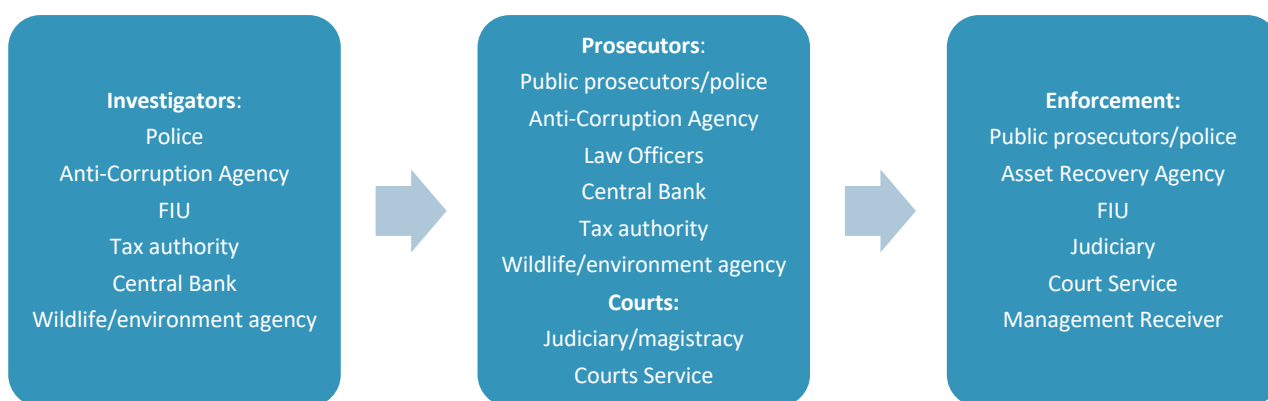 Investigators:
Police
Anti-Corruption Agency
FIU
Tax authority
Central Bank
Wildlife/environment agency
Prosecutors:
Public prosecutors/police
Anti-Corruption Agency
Law Officers
Central Bank
Tax authority
Wildlife/environment agency
Courts:
Judiciary/magistracy
Courts Service
Enforcement:
Public prosecutors/police
Asset Recovery Agency
FIU
Judiciary
Court Service
Management Receiver